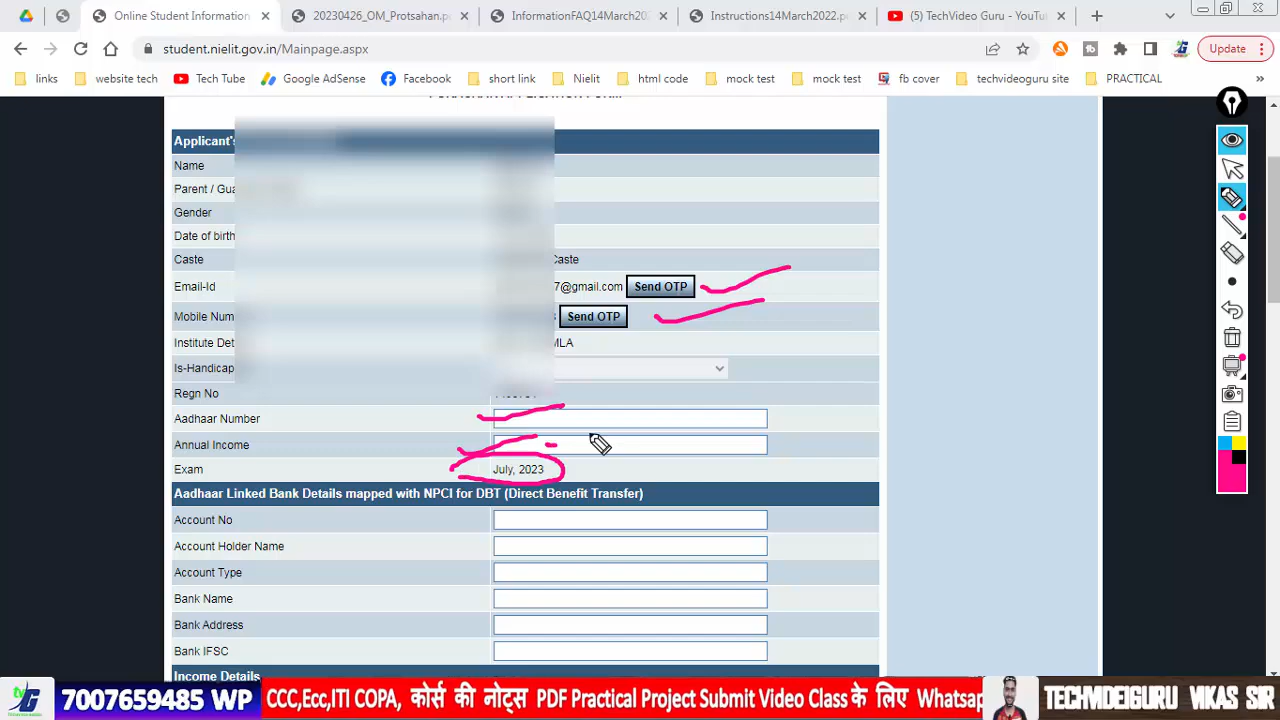 Online Student Information
20230426_OM_Protsahan.p
InformationFAQ14March202
Instructions14March2022.p
(5) TechVideo Guru - YouTu
student.nielit.gov.in/Mainpage.aspx
Update
links
website tech
Tech Tube
Google AdSense
Facebook
short link
Nielit
html code
mock test
mock test
fb cover
techvideoguru site
PRACTICAL
»
Applicant's
Name
Parent / Gua
Gender
Date of birth
Caste Caste
Email-Id 7@gmail.com Send OTP
Mobile Num Send OTP
Institute Det MLA
Is-Handicap
Regn No
Aadhaar Number
Annual Income
Exam July, 2023
Aadhaar Linked Bank Details mapped with NPCI for DBT (Direct Benefit Transfer)
Account No
Account Holder Name
Account Type
Bank Name
Bank Address
Bank IFSC
Income Details
tvG 7007659485 WP CCC,Ecc,ITI COPA, कोर्स की नोट्स PDF Practical Project Submit Video Class के लिए Whatsap TECHVIDEIGURU VIKAS SIR